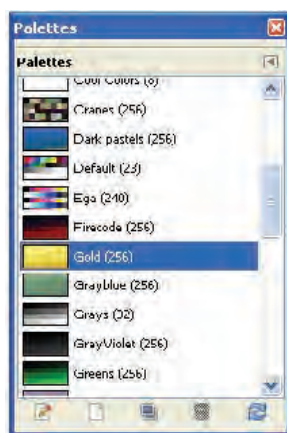 Palettes
Palettes
Cool Colors (8)
Cranes (256)
Dark pastels (256)
Default (23)
Ega (240)
Firecode (256)
Gold (256)
Grayblue (256)
Grays (32)
GrayViolet (256)
Greens (256)